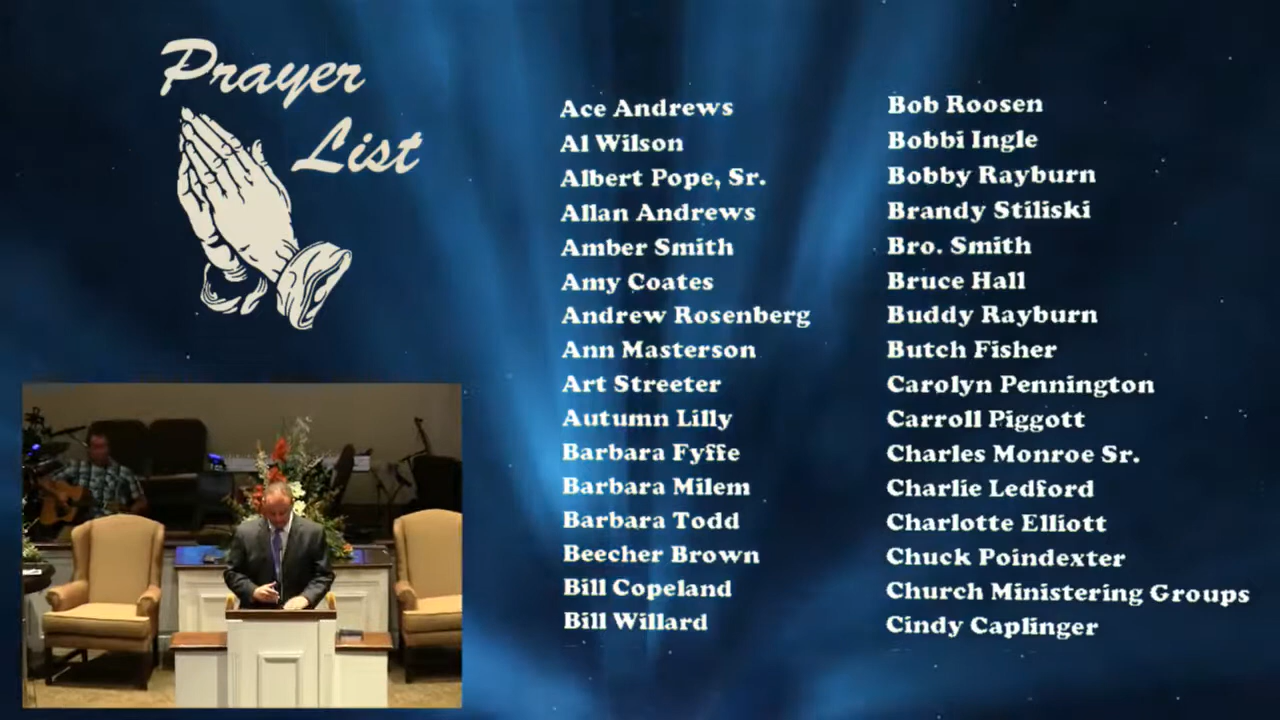 Prayer
List
Ace Andrews
Al Wilson
Albert Pope, Sr.
Allan Andrews
Amber Smith
Amy Coates
Andrew Rosenberg
Ann Masterson
Art Streeter
Autumn Lilly
Barbara Fyffe
Barbara Milem
Barbara Todd
Beecher Brown
Bill Copeland
Bill Willard
Bob Roosen
Bobbi Ingle
Bobby Rayburn
Brandy Stiliski
Bro. Smith
Bruce Hall
Buddy Rayburn
Butch Fisher
Carolyn Pennington
Carroll Piggott
Charles Monroe Sr.
Charlie Ledford
Charlotte Elliott
Chuck Poindexter
Church Ministering Groups
Cindy Caplinger